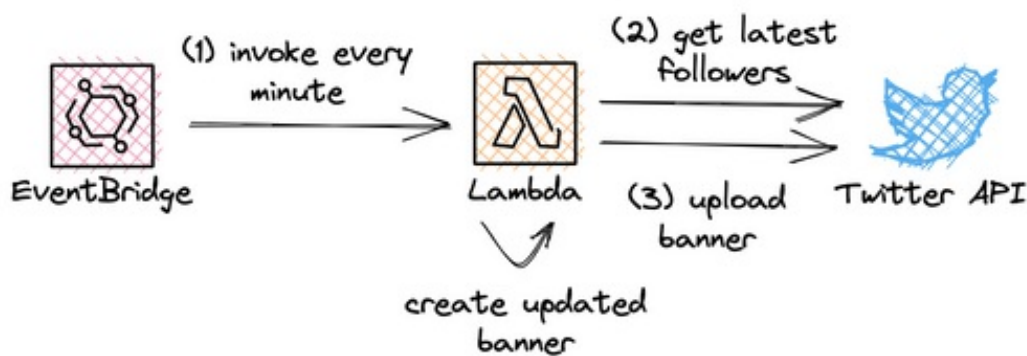 (1) invoke every
minute
(2) get latest
followers
EventBridge
Lambda
(3) upload
banner
Twitter API
create updated
banner